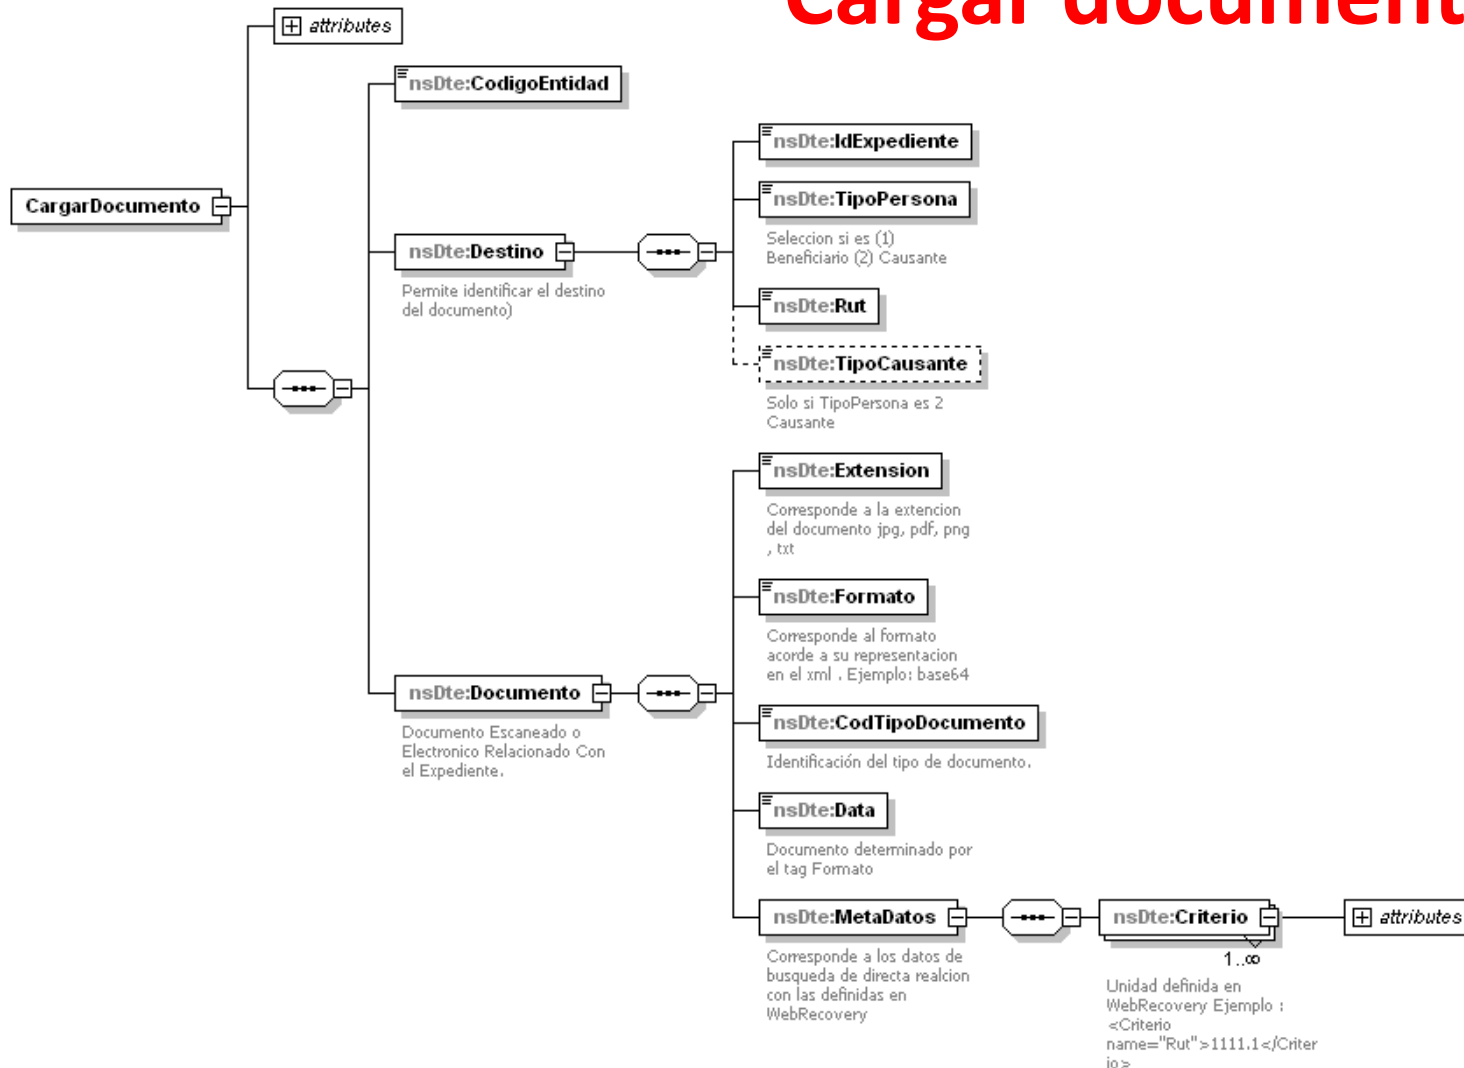 Cargar document
attributes
nsDte:CodigoEntidad
nsDte:IdExpediente
CargarDocumento
nsDte:TipoPersona
Seleccion si es (1)
Beneficiario (2) Causante
nsDte:Destino
Permite identificar el destino
del documento)
nsDte:Rut
nsDte:TipoCausante
Solo si TipoPersona es 2
Causante
nsDte:Extension
Corresponde a la extencion
del documento jpg, pdf, png
, txt
nsDte:Formato
Corresponde al formato
acorde a su representacion
en el xml . Ejemplo: base64
nsDte:Documento
Documento Escaneado o
Electronico Relacionado Con
el Expediente.
nsDte:CodTipoDocumento
Identificación del tipo de documento.
nsDte:Data
Documento determinado por
el tag Formato
nsDte:MetaDatos
Corresponde a los datos de
busqueda de directa realcion
con las definidas en
WebRecovery
nsDte:Criterio
1..∞
Unidad definida en
WebRecovery Ejemplo :
<Criterio
name="Rut">1111.1</Criter
io>
attributes